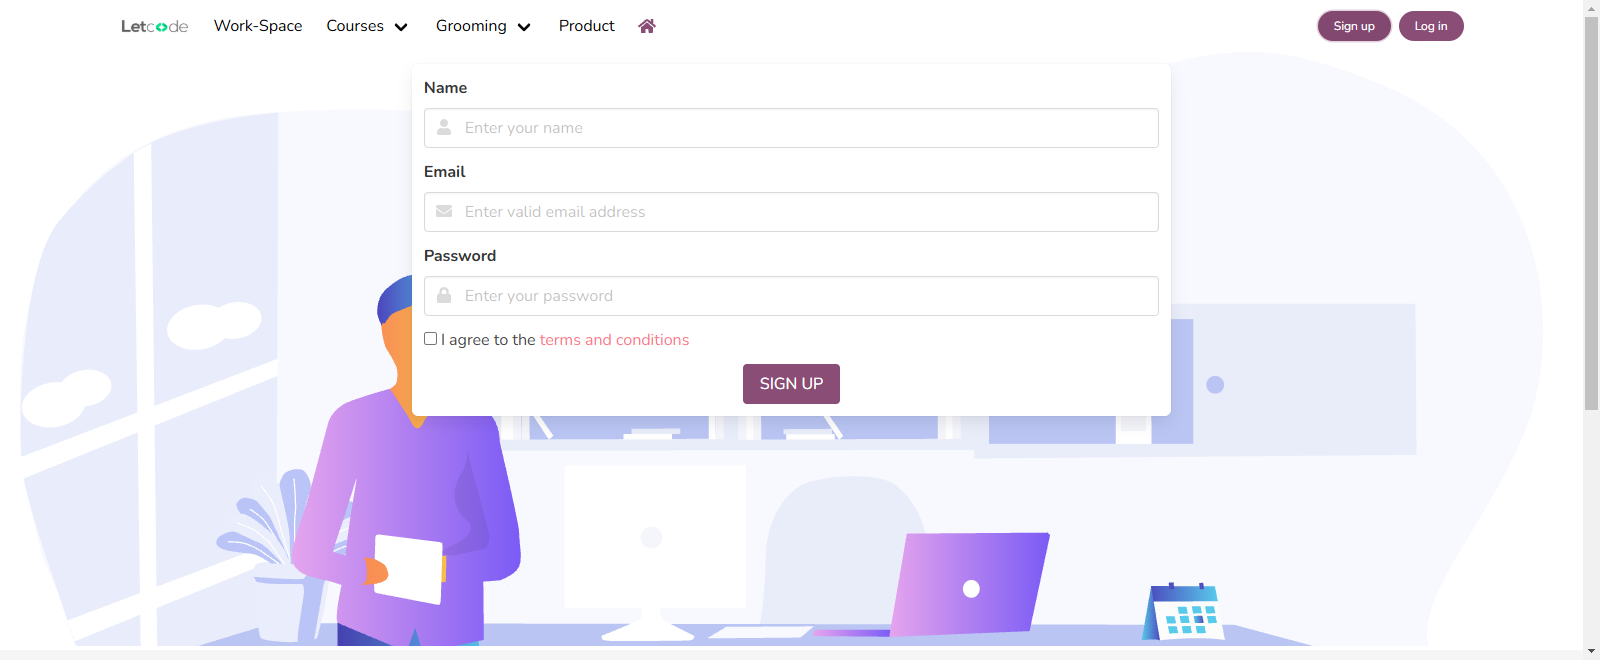 Letcode Work-Space Courses Grooming Product Sign up Log in
Name
Enter your name
Email
Enter valid email address
Password
Enter your password
I agree to the terms and conditions
SIGN UP